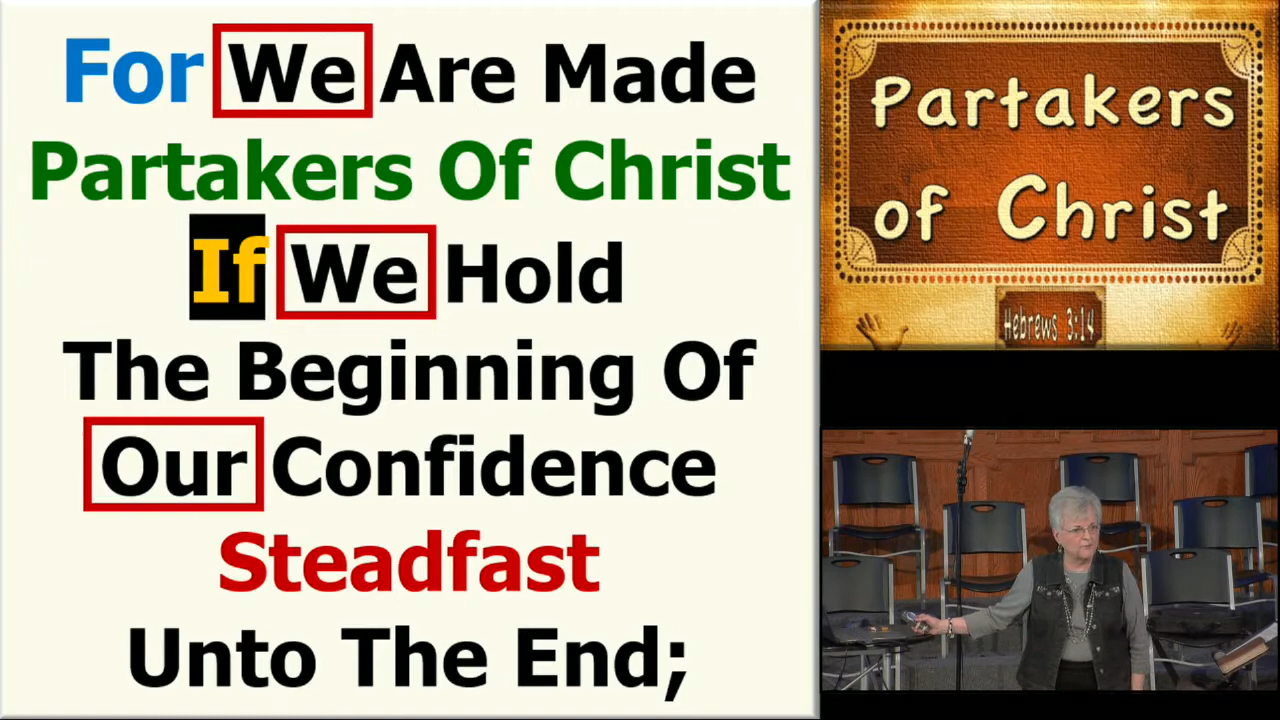 For We Are Made
Partakers Of Christ
If We Hold
The Beginning Of
Our Confidence
Steadfast
Unto The End;
Partakers
of Christ
Hebrews 3:14